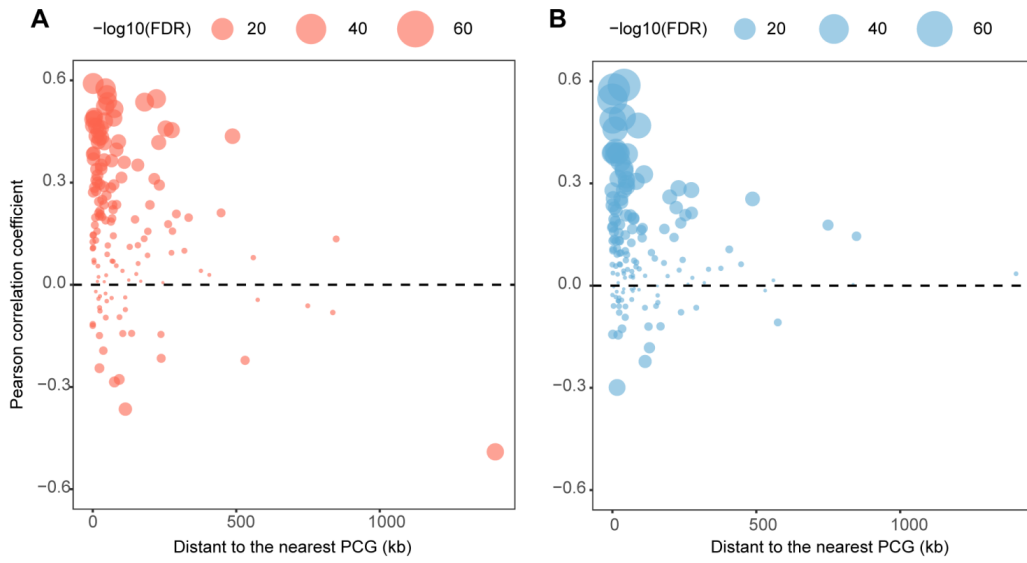 A
−log10(FDR) 20 40 60
Pearson correlation coefficient
0.6
0.3
0.0
−0.3
−0.6
0 500 1000
Distant to the nearest PCG (kb)
B
−log10(FDR) 20 40 60
0.6
0.3
0.0
−0.3
−0.6
0 500 1000
Distant to the nearest PCG (kb)